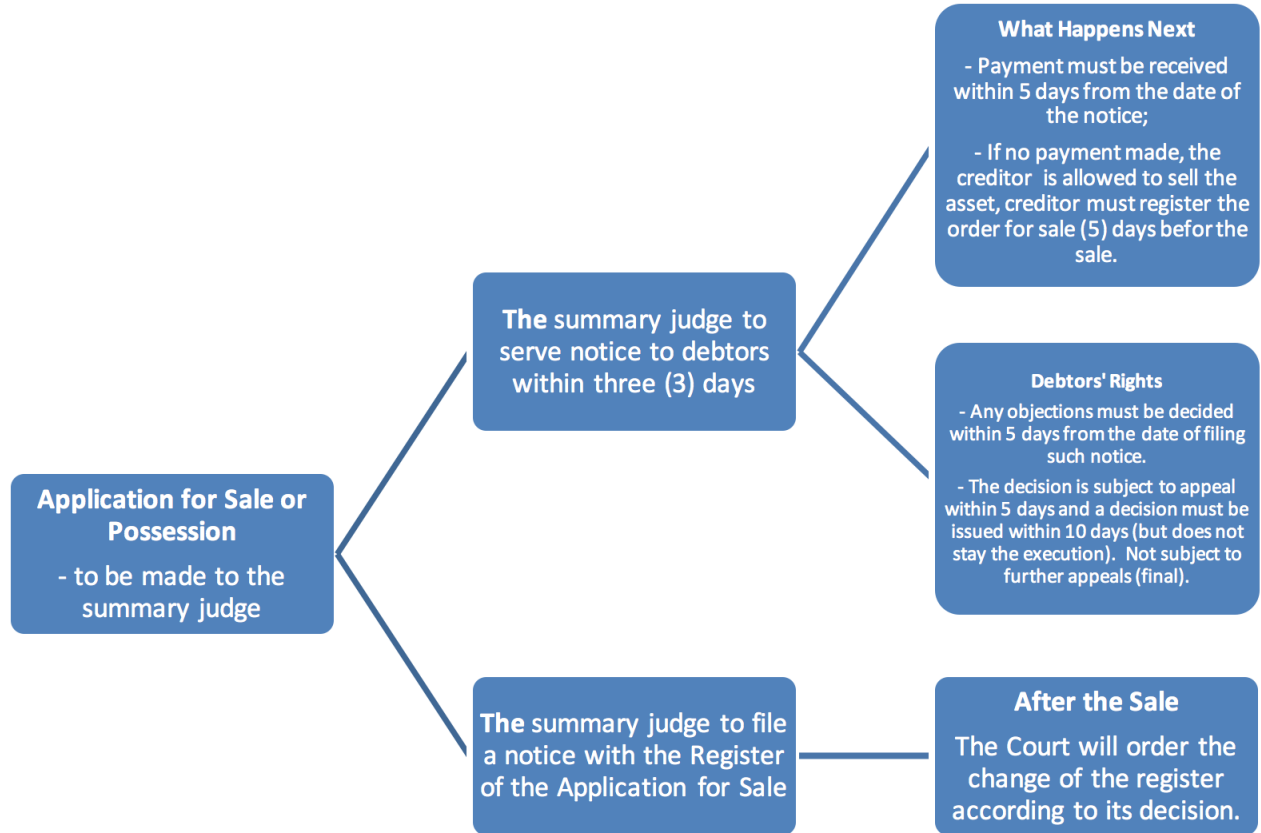 Application for Sale or
Possession
- to be made to the
summary judge
The summary judge to
serve notice to debtors
within three (3) days
What Happens Next
- Payment must be received
within 5 days from the date of
the notice;
- If no payment made, the
creditor is allowed to sell the
asset, creditor must register the
order for sale (5) days befor the
sale.
Debtors' Rights
- Any objections must be decided
within 5 days from the date of filing
such notice.
- The decision is subject to appeal
within 5 days and a decision must be
issued within 10 days (but does not
stay the execution). Not subject to
further appeals (final).
The summary judge to file
a notice with the Register
of the Application for Sale
After the Sale
The Court will order the
change of the register
according to its decision.